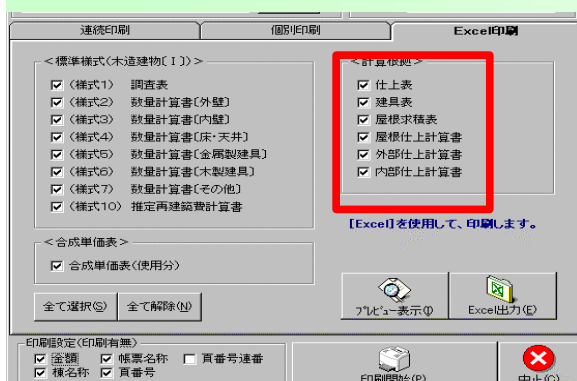 連続印刷 個別印刷 Excel印刷
<標準様式(木造建物[Ⅰ])>
(様式1) 調査表
(様式2) 数量計算書[外壁]
(様式3) 数量計算書[内壁]
(様式4) 数量計算書[床・天井]
(様式5) 数量計算書[金属製建具]
(様式6) 数量計算書[木製建具]
(様式7) 数量計算書[その他]
(様式10) 推定再建築費計算書
<計算根拠>
仕上表
建具表
屋根求積表
屋根仕上計算書
外部仕上計算書
内部仕上計算書
[Excel]を使用して、印刷します。
<合成単価表>
合成単価表(使用分)
全て選択(S) 全て解除(N)
プレビュー表示(I) Excel出力(E)
印刷設定(印刷有無)
金額 帳票名称 頁番号連番
棟名称 頁番号
印刷開始(P) 中止(C)